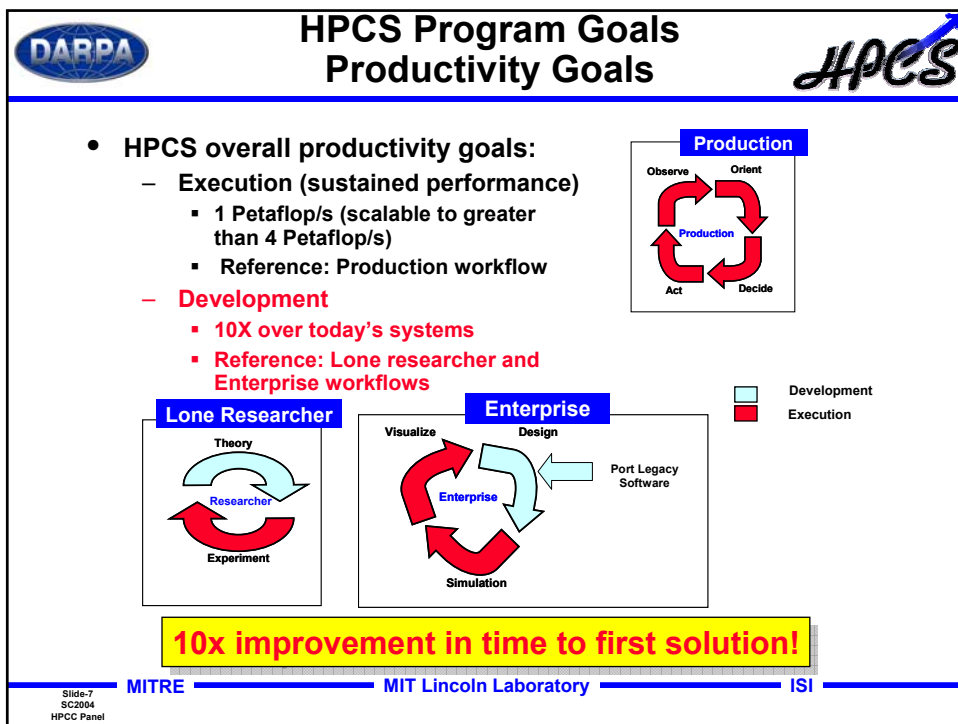 DARPA
HPCS Program Goals
Productivity Goals
HPCS
• HPCS overall productivity goals:
– Execution (sustained performance)
▪ 1 Petaflop/s (scalable to greater
than 4 Petaflop/s)
▪ Reference: Production workflow
– Development
▪ 10X over today's systems
▪ Reference: Lone researcher and
Enterprise workflows
Production
Observe
Orient
Production
Act
Decide
Development
Execution
Lone Researcher
Theory
Researcher
Experiment
Enterprise
Visualize
Design
Enterprise
Port Legacy
Software
Simulation
10x improvement in time to first solution!
Slide-7
SC2004
HPCC Panel
MITRE
MIT Lincoln Laboratory
ISI